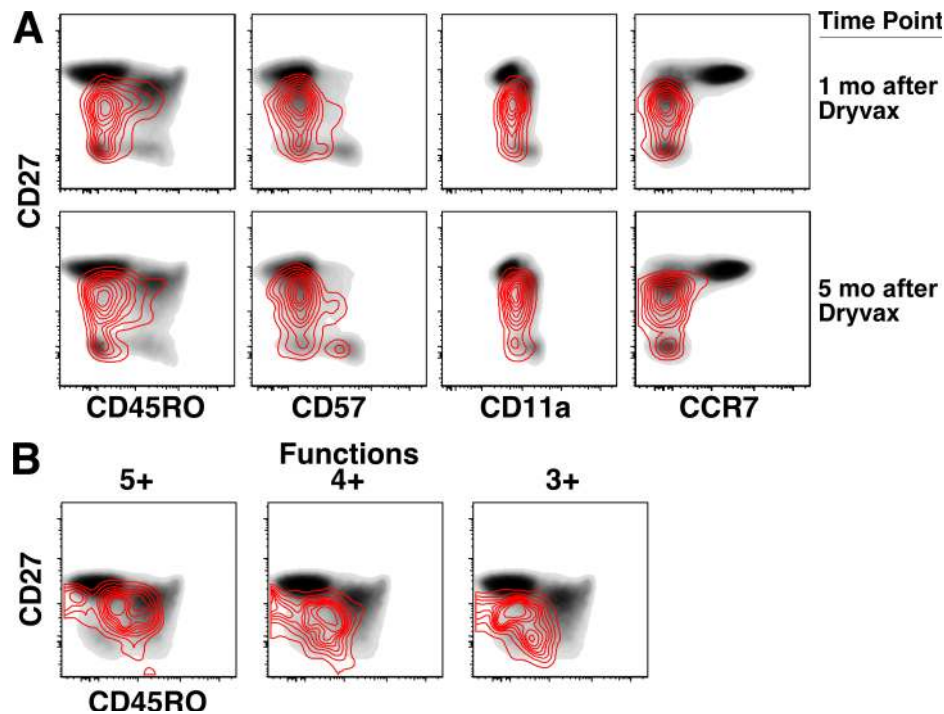 A
Time Point
1 mo after
Dryvax
CD27
5 mo after
Dryvax
CD45RO
CD57
CD11a
CCR7
B
Functions
5+
4+
3+
CD27
CD45RO